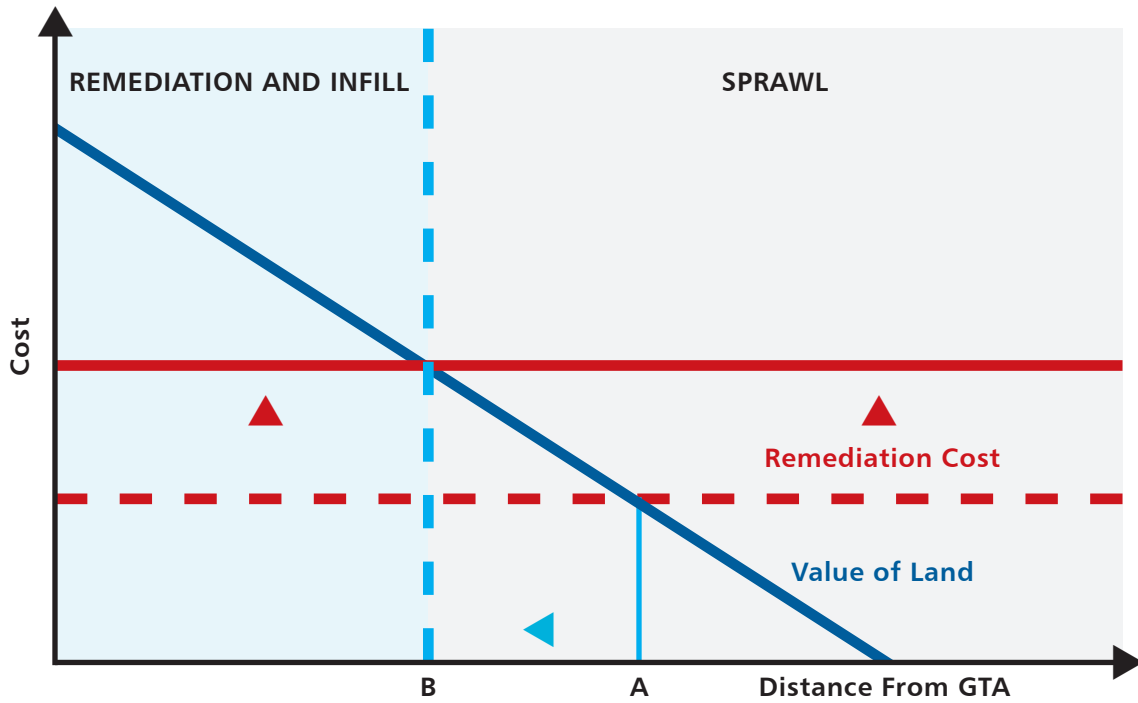 REMEDIATION AND INFILL
SPRAWL
Cost
Remediation Cost
Value of Land
B
A
Distance From GTA